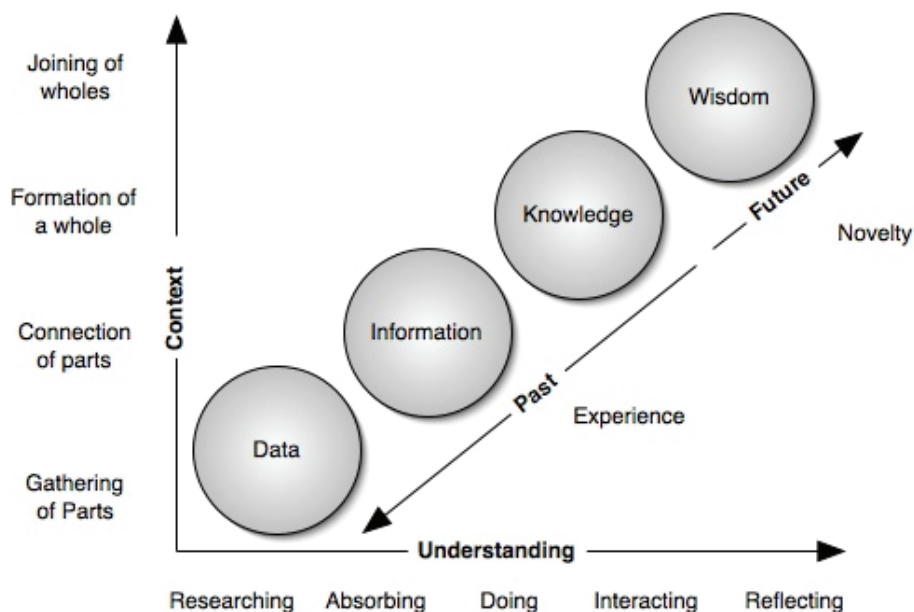 Joining of
wholes
Wisdom
Formation of
a whole
Knowledge
Future
Novelty
Context
Connection
of parts
Information
Past
Experience
Data
Gathering
of Parts
Understanding
Researching Absorbing Doing Interacting Reflecting